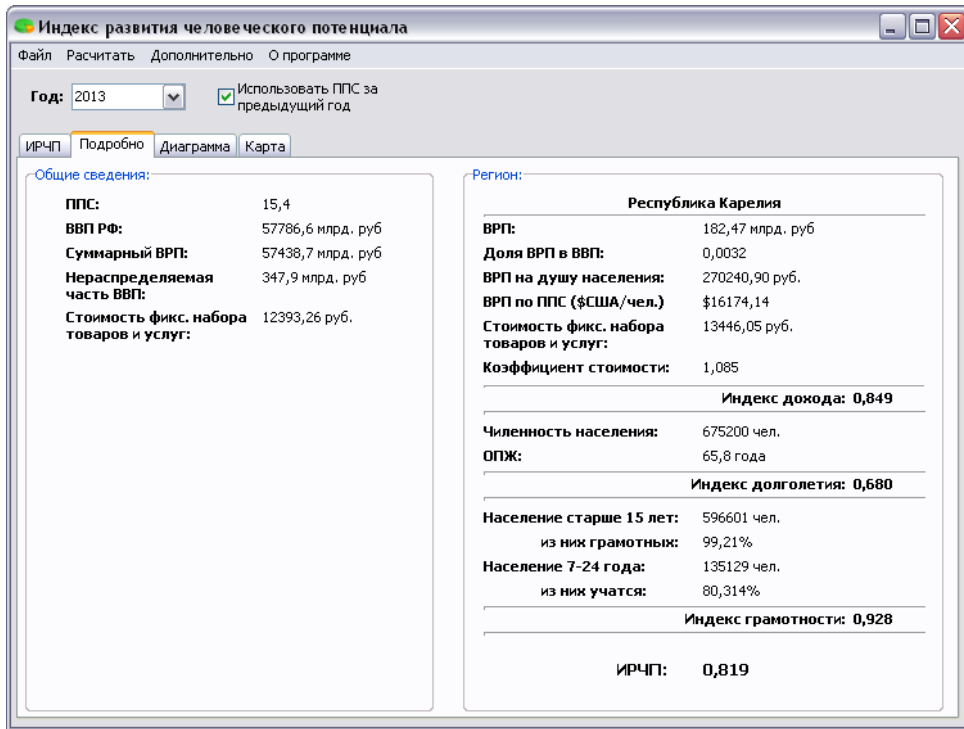 Индекс развития человеческого потенциала
Файл Расчитать Дополнительно О программе
Год: 2013
Использовать ППС за
предыдущий год
ИРЧП Подробно Диаграмма Карта
Общие сведения:
ППС: 15,4
ВВП РФ: 57786,6 млрд. руб
Суммарный ВРП: 57438,7 млрд. руб
Нераспределяемая 347,9 млрд. руб
часть ВВП:
Стоимость фикс. набора 12393,26 руб.
товаров и услуг:
Регион:
Республика Карелия
ВРП: 182,47 млрд. руб
Доля ВРП в ВВП: 0,0032
ВРП на душу населения: 270240,90 руб.
ВРП по ППС ($США/чел.) $16174,14
Стоимость фикс. набора 13446,05 руб.
товаров и услуг:
Коэффициент стоимости: 1,085
Индекс дохода: 0,849
Чиленность населения: 675200 чел.
ОПЖ: 65,8 года
Индекс долголетия: 0,680
Население старше 15 лет: 596601 чел.
из них грамотных: 99,21%
Население 7-24 года: 135129 чел.
из них учатся: 80,314%
Индекс грамотности: 0,928
ИРЧП: 0,819